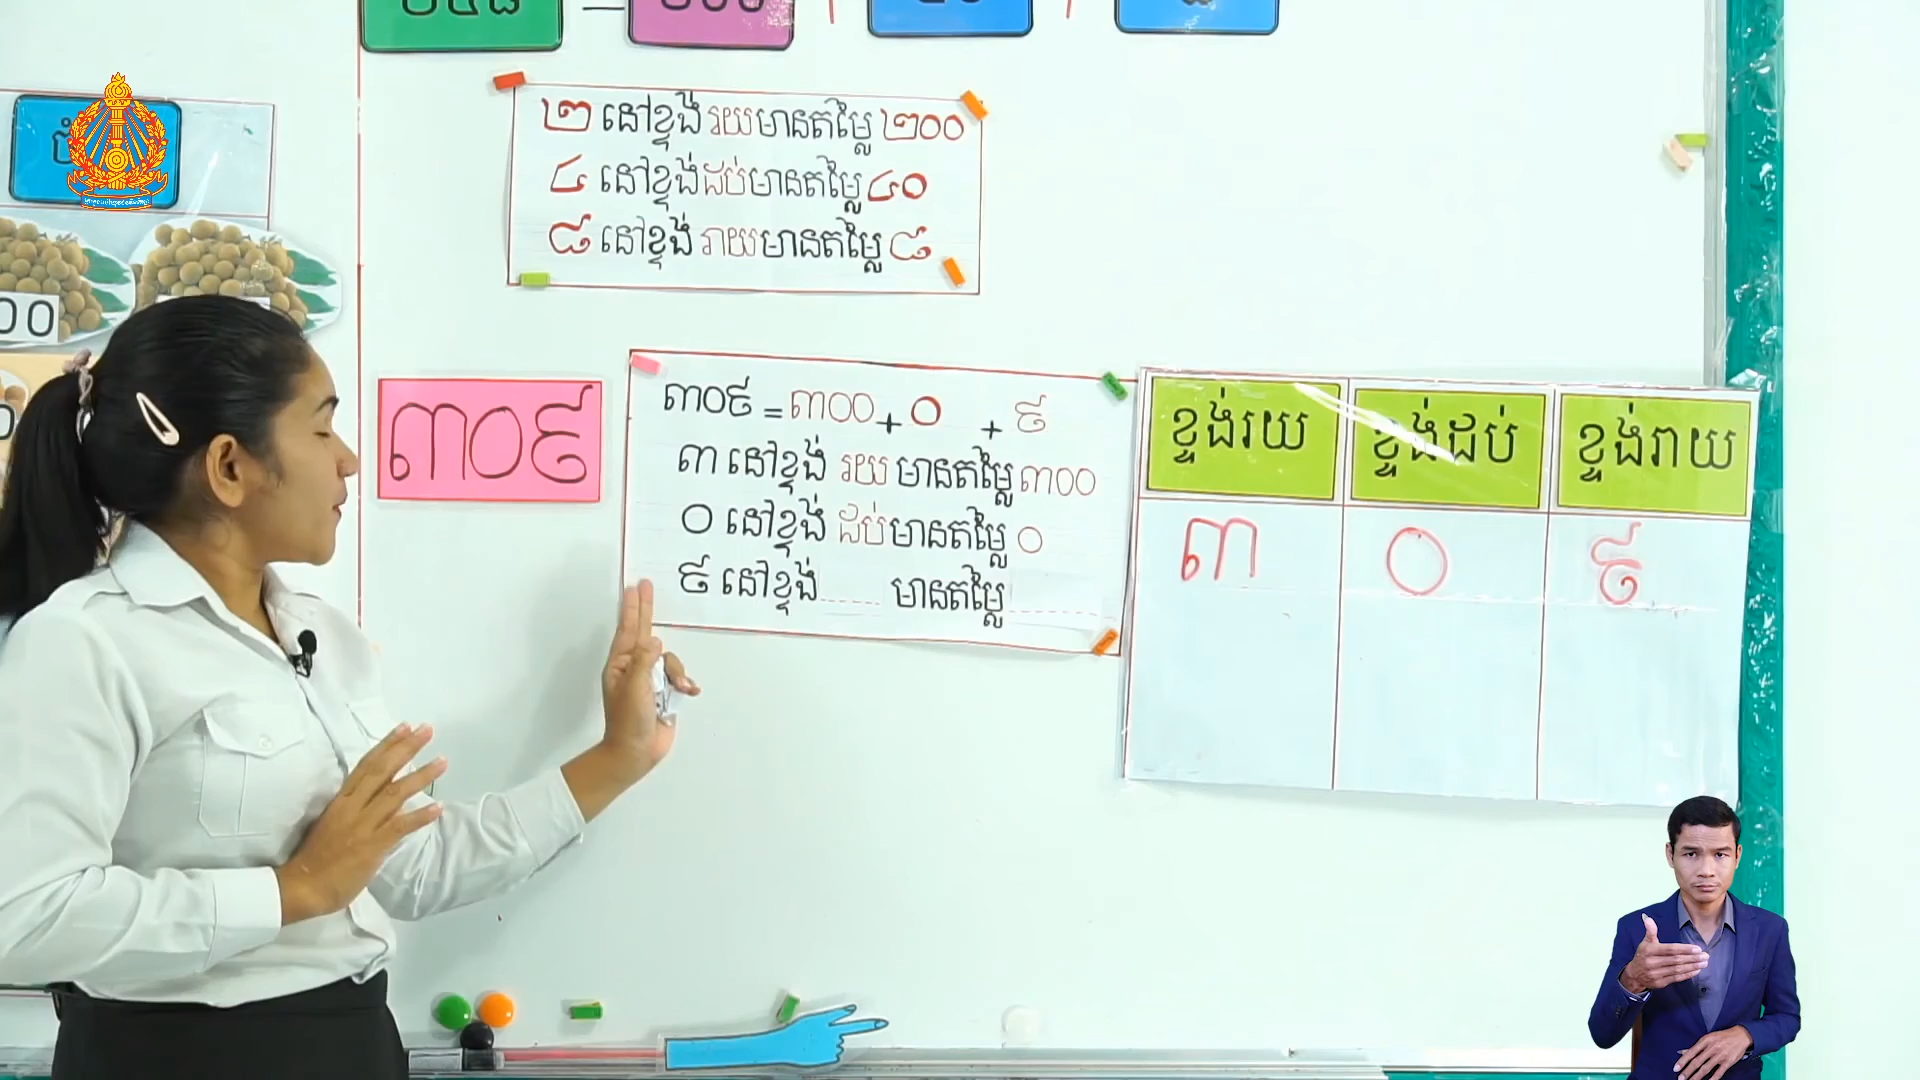 ២ នៅខ្ទង់ រយមានតម្លៃ ២០០
៤ នៅខ្ទង់ដប់មានតម្លៃ ៤០
៨ នៅខ្ទង់ រាយមានតម្លៃ ៨
៣០៩
៣០៩ = ៣០០ + ០ + ៩
៣ នៅខ្ទង់ រយ មានតម្លៃ ៣០០
០ នៅខ្ទង់ ដប់មានតម្លៃ ០
៩ នៅខ្ទង់ ...... មានតម្លៃ ............
ខ្ទង់រយ ខ្ទង់ដប់ ខ្ទង់រាយ
៣ ០ ៩